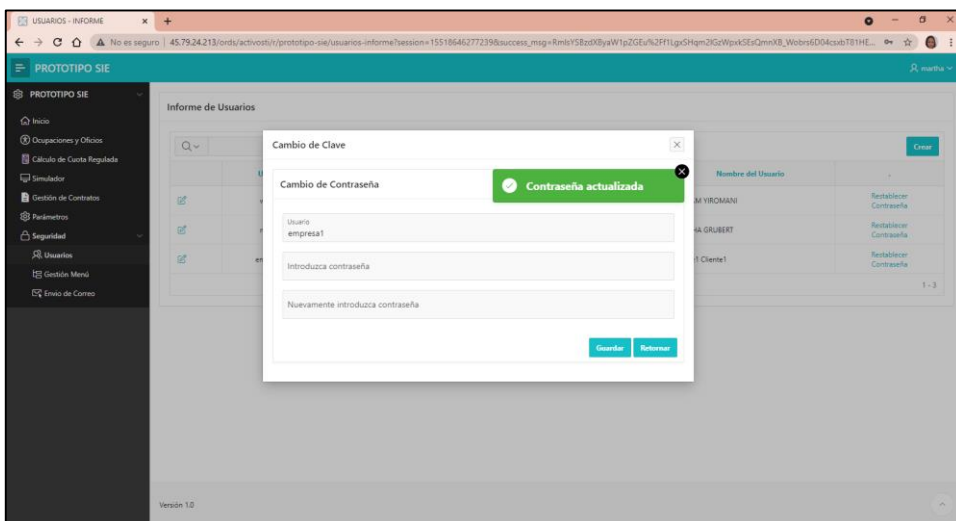 USUARIOS - INFORME
No es seguro | 45.79.24.213/ords/activosti/r/prototipo-sie/usuarios-informe?session=15518646277239&success_msg=
PROTOTIPO SIE
martha
PROTOTIPO SIE
Inicio
Ocupaciones y Oficios
Cálculo de Cuota Regulada
Simulador
Gestión de Contratos
Parámetros
Seguridad
Usuarios
Gestión Menú
Envio de Correo
Informe de Usuarios
Crear
Nombre del Usuario
YIROMANI
Restablecer
Contraseña
GRUBERT
Restablecer
Contraseña
Cliente1
Restablecer
Contraseña
1 - 3
Cambio de Clave
Cambio de Contraseña
Contraseña actualizada
Usuario
empresa1
Introduzca contraseña
Nuevamente introduzca contraseña
Guardar
Retornar
Versión 1.0